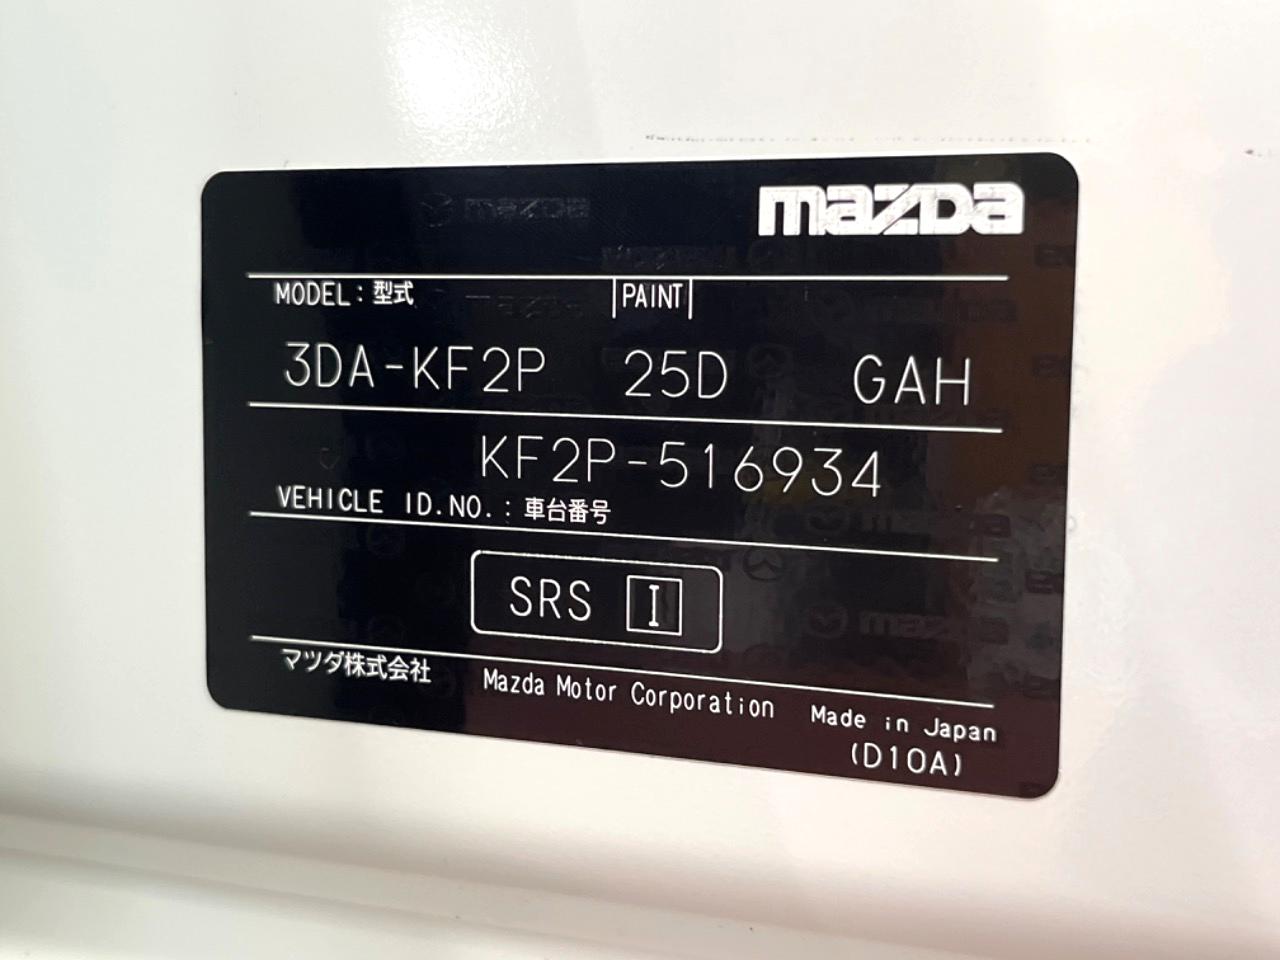 mazda
MODEL：型式 PAINT
3DA-KF2P 25D GAH
KF2P-516934
VEHICLE ID.NO.：車台番号
SRS I
マツダ株式会社 Mazda Motor Corporation Made in Japan
(D10A)